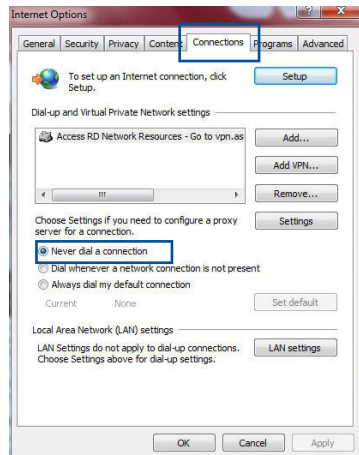 Internet Options
General Security Privacy Content Connections Programs Advanced
To set up an Internet connection, click
Setup.
Setup
Dial-up and Virtual Private Network settings
Access RD Network Resources - Go to vpn.as
Add...
Add VPN...
Remove...
Choose Settings if you need to configure a proxy
server for a connection.
Settings
Never dial a connection
Dial whenever a network connection is not present
Always dial my default connection
Current None
Set default
Local Area Network (LAN) settings
LAN Settings do not apply to dial-up connections.
Choose Settings above for dial-up settings.
LAN settings
OK Cancel Apply